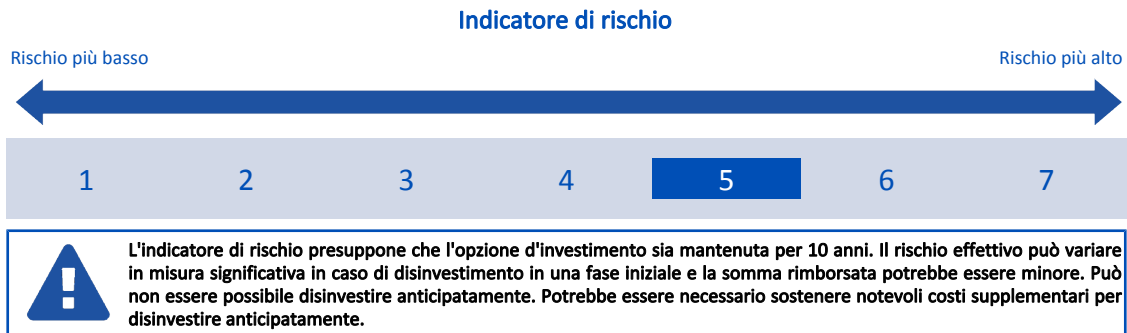 Indicatore di rischio
Rischio più basso
Rischio più alto
1 2 3 4 5 6 7
L'indicatore di rischio presuppone che l'opzione d'investimento sia mantenuta per 10 anni. Il rischio effettivo può variare
in misura significativa in caso di disinvestimento in una fase iniziale e la somma rimborsata potrebbe essere minore. Può
non essere possibile disinvestire anticipatamente. Potrebbe essere necessario sostenere notevoli costi supplementari per
disinvestire anticipatamente.